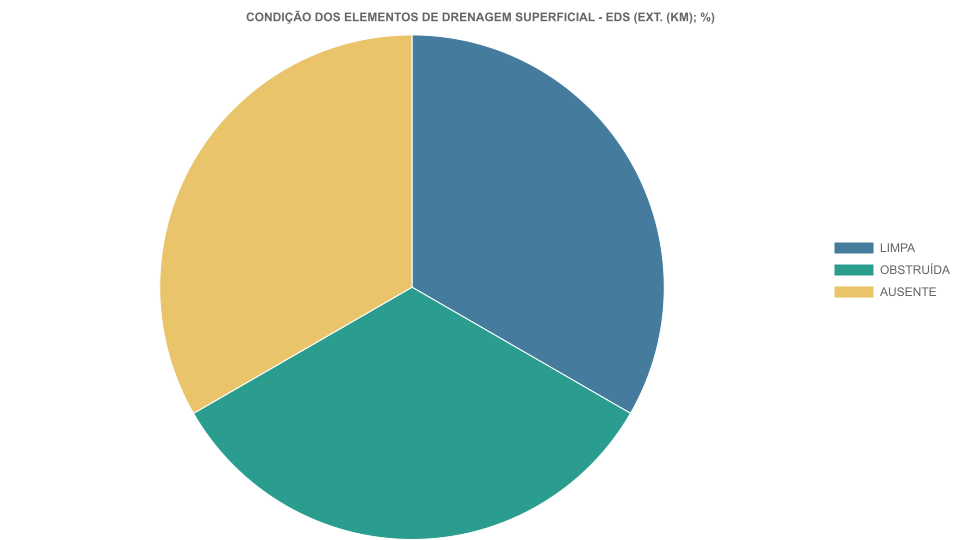 CONDIÇÃO DOS ELEMENTOS DE DRENAGEM SUPERFICIAL - EDS (EXT. (KM); %)
LIMPA
OBSTRUÍDA
AUSENTE